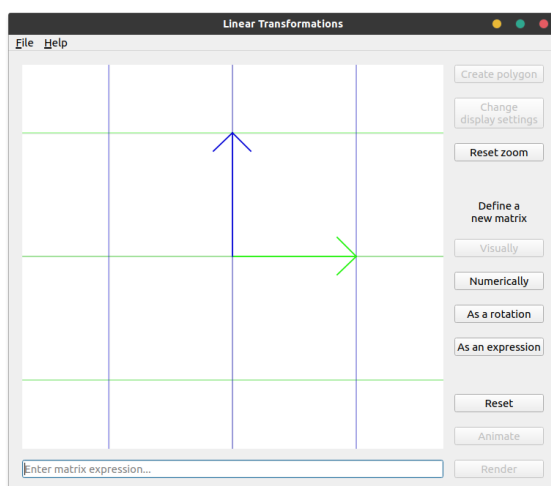 Linear Transformations
File Help
Create polygon
Change
display settings
Reset zoom
Define a
new matrix
Visually
Numerically
As a rotation
As an expression
Reset
Animate
Enter matrix expression...
Render